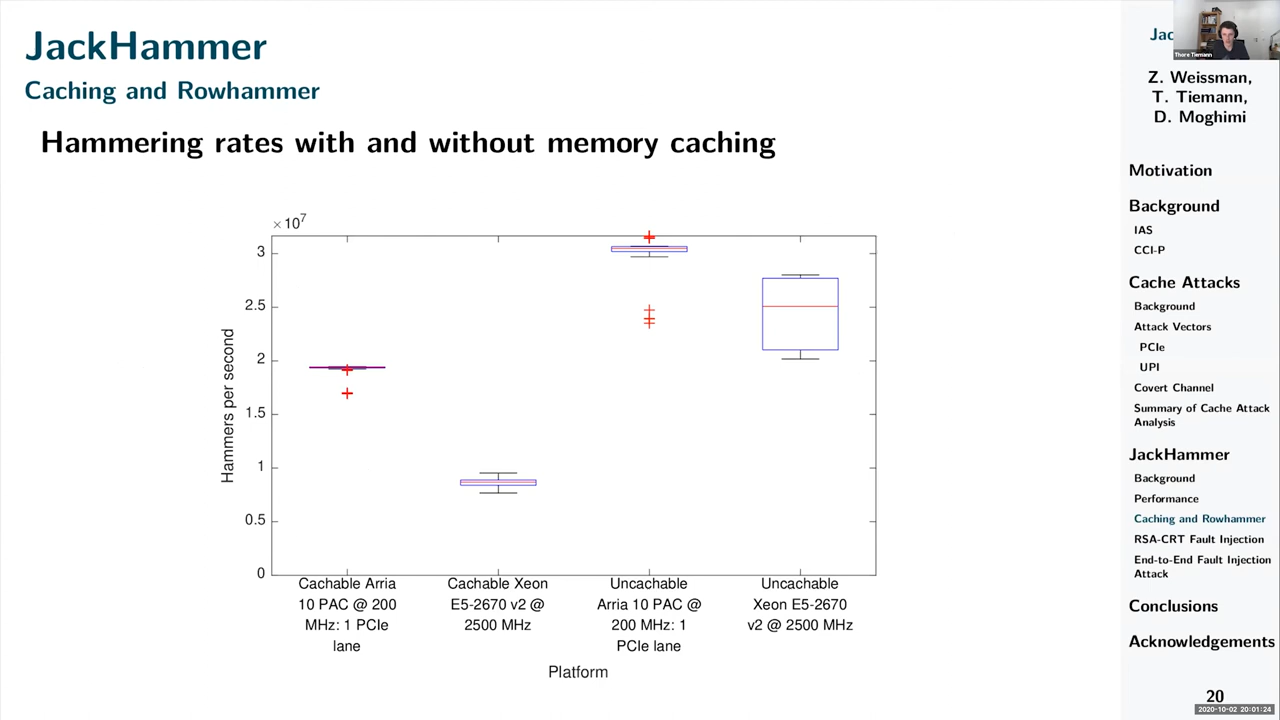 JackHammer
Caching and Rowhammer
Hammering rates with and without memory caching
×10⁷
3
2.5
2
1.5
1
0.5
0
Hammers per second
Cachable Arria
10 PAC @ 200
MHz: 1 PCIe
lane
Cachable Xeon
E5-2670 v2 @
2500 MHz
Uncachable
Arria 10 PAC @
200 MHz: 1
PCIe lane
Uncachable
Xeon E5-2670
v2 @ 2500 MHz
Platform
Jac
Thore Tiemann
Z. Weissman,
T. Tiemann,
D. Moghimi
Motivation
Background
IAS
CCI-P
Cache Attacks
Background
Attack Vectors
PCIe
UPI
Covert Channel
Summary of Cache Attack
Analysis
JackHammer
Background
Performance
Caching and Rowhammer
RSA-CRT Fault Injection
End-to-End Fault Injection
Attack
Conclusions
Acknowledgements
20
2020-10-02 20:01:24